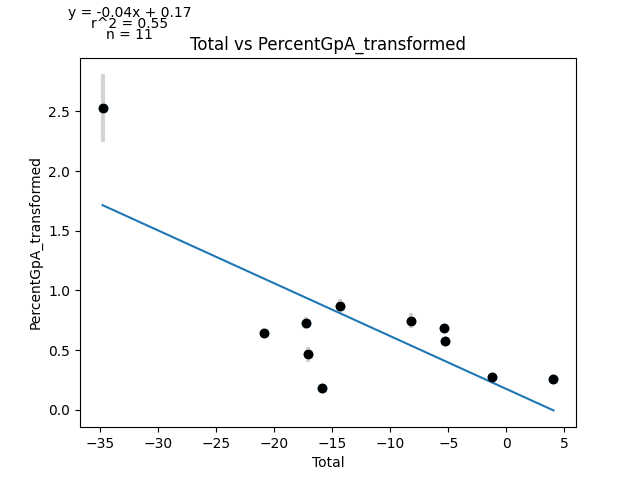 y = -0.04x + 0.17
r^2 = 0.55
n = 11
Total vs PercentGpA_transformed
PercentGpA_transformed
2.5
2.0
1.5
1.0
0.5
0.0
−35 −30 −25 −20 −15 −10 −5 0 5
Total